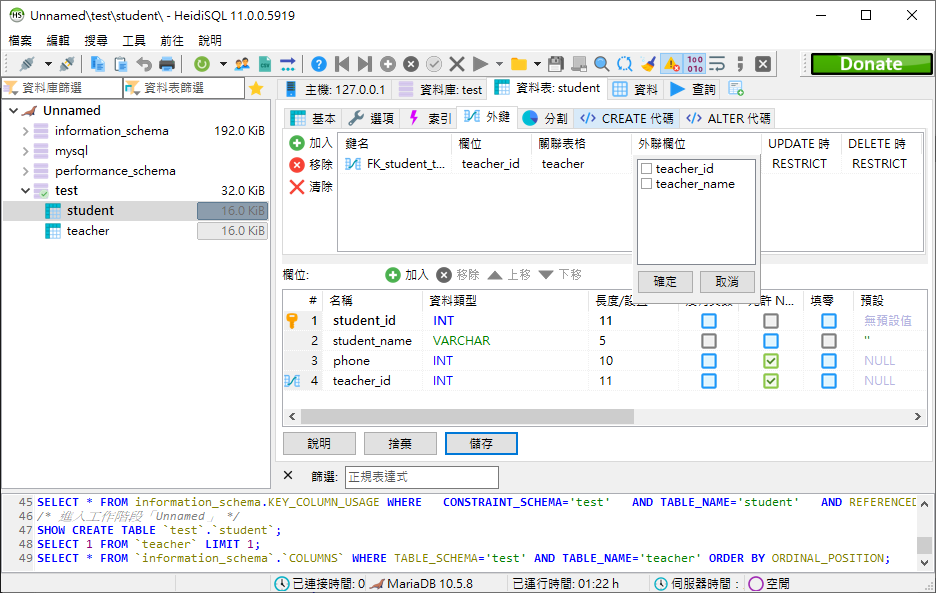 Unnamed\test\student\ - HeidiSQL 11.0.0.5919
檔案 編輯 搜尋 工具 前往 說明
Donate
資料庫篩選 資料表篩選
主機: 127.0.0.1 資料庫: test 資料表: student 資料 查詢
Unnamed
information_schema 192.0 KiB
mysql
performance_schema
test 32.0 KiB
student 16.0 KiB
teacher 16.0 KiB
基本 選項 索引 外鍵 分割 </> CREATE 代碼 </> ALTER 代碼
加入 移除 清除
鍵名 欄位 關聯表格 外聯欄位 UPDATE 時 DELETE 時
FK_student_t... teacher_id teacher RESTRICT RESTRICT
teacher_id
teacher_name
確定 取消
欄位: 加入 移除 上移 下移
# 名稱 資料類型 長度/設 允許 N... 填零 預設
1 student_id INT 11 無預設值
2 student_name VARCHAR 5 ''
3 phone INT 10 NULL
4 teacher_id INT 11 NULL
說明 捨棄 儲存
篩選: 正規表達式
45 SELECT * FROM information_schema.KEY_COLUMN_USAGE WHERE CONSTRAINT_SCHEMA='test' AND TABLE_NAME='student' AND REFERENCED
46 /* 進入工作階段「Unnamed」 */
47 SHOW CREATE TABLE `test`.`student`;
48 SELECT 1 FROM `teacher` LIMIT 1;
49 SELECT * FROM `information_schema`.`COLUMNS` WHERE TABLE_SCHEMA='test' AND TABLE_NAME='teacher' ORDER BY ORDINAL_POSITION;
已連接時間: 0 MariaDB 10.5.8 已運行時間: 01:22 h 伺服器時間: 空閒